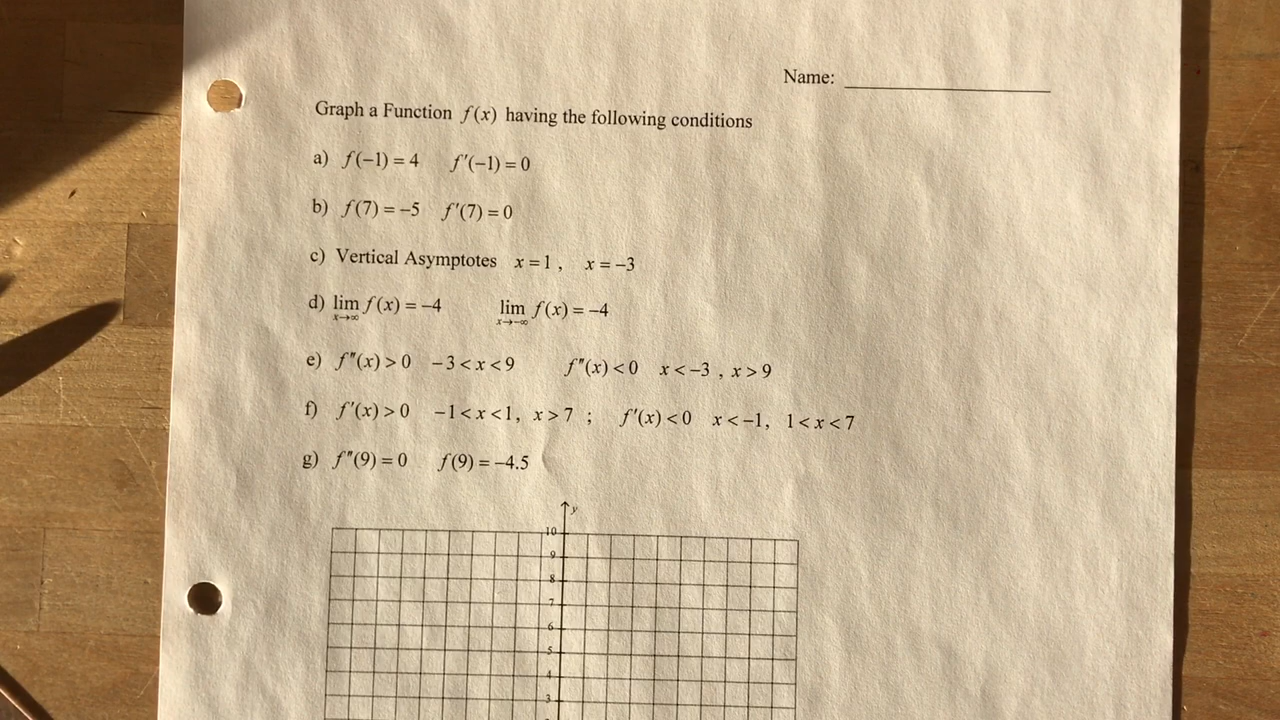 Name:
Graph a Function f(x) having the following conditions
a) f(−1) = 4 f′(−1) = 0
b) f(7) = −5 f′(7) = 0
c) Vertical Asymptotes x = 1 , x = −3
d) lim f(x) = −4 lim f(x) = −4
x→∞ x→−∞
e) f″(x) > 0 −3 < x < 9 f″(x) < 0 x < −3 , x > 9
f) f′(x) > 0 −1 < x < 1, x > 7 ; f′(x) < 0 x < −1, 1 < x < 7
g) f″(9) = 0 f(9) = −4.5
y
10
9
8
7
6
5
4
3